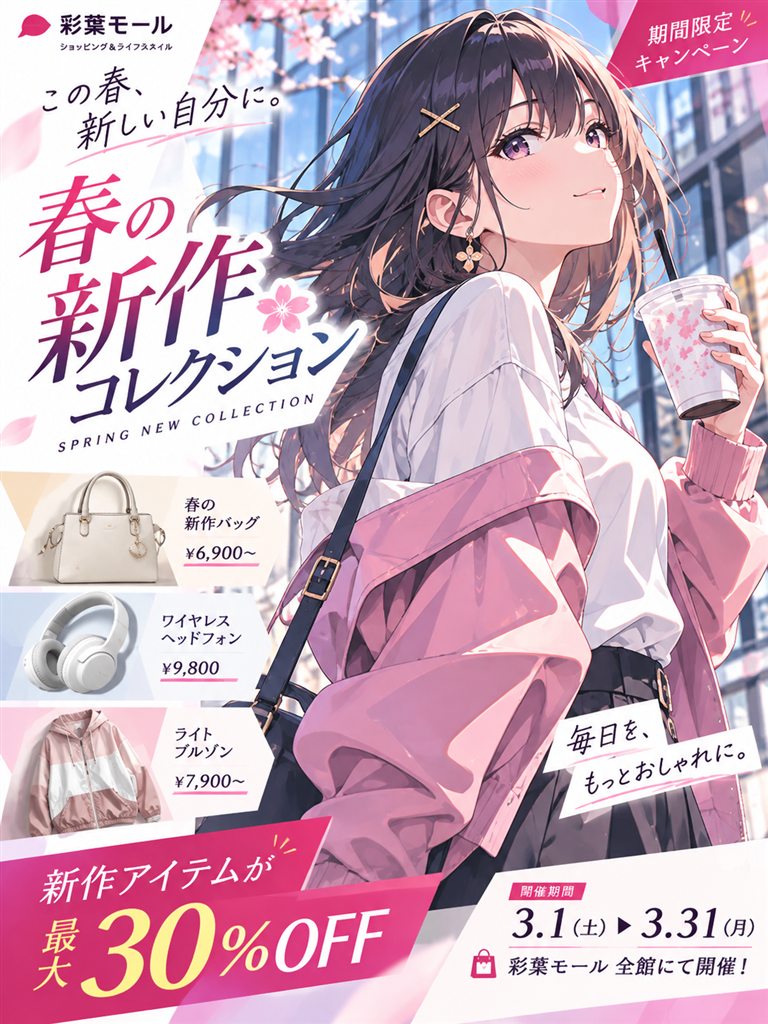 彩葉モール
ショッピング&ライフスタイル
期間限定
キャンペーン
この春、
新しい自分に。
春の
新作
コレクション
SPRING NEW COLLECTION
春の
新作バッグ
¥6,900～
ワイヤレス
ヘッドフォン
¥9,800
ライト
ブルゾン
¥7,900～
毎日を、
もっとおしゃれに。
新作アイテムが
最大30%OFF
開催期間
3.1(土)▶3.31(月)
彩葉モール 全館にて開催！